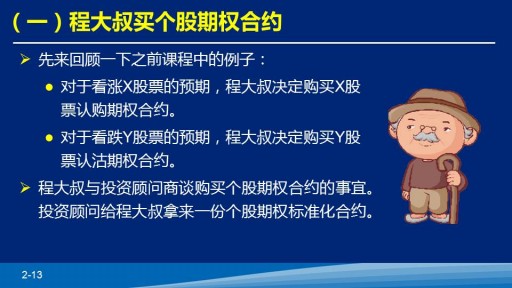 （一）程大叔买个股期权合约
先来回顾一下之前课程中的例子：
对于看涨X股票的预期，程大叔决定购买X股
票认购期权合约。
对于看跌Y股票的预期，程大叔决定购买Y股
票认沽期权合约。
程大叔与投资顾问商谈购买个股期权合约的事宜。
投资顾问给程大叔拿来一份个股期权标准化合约。
2-13